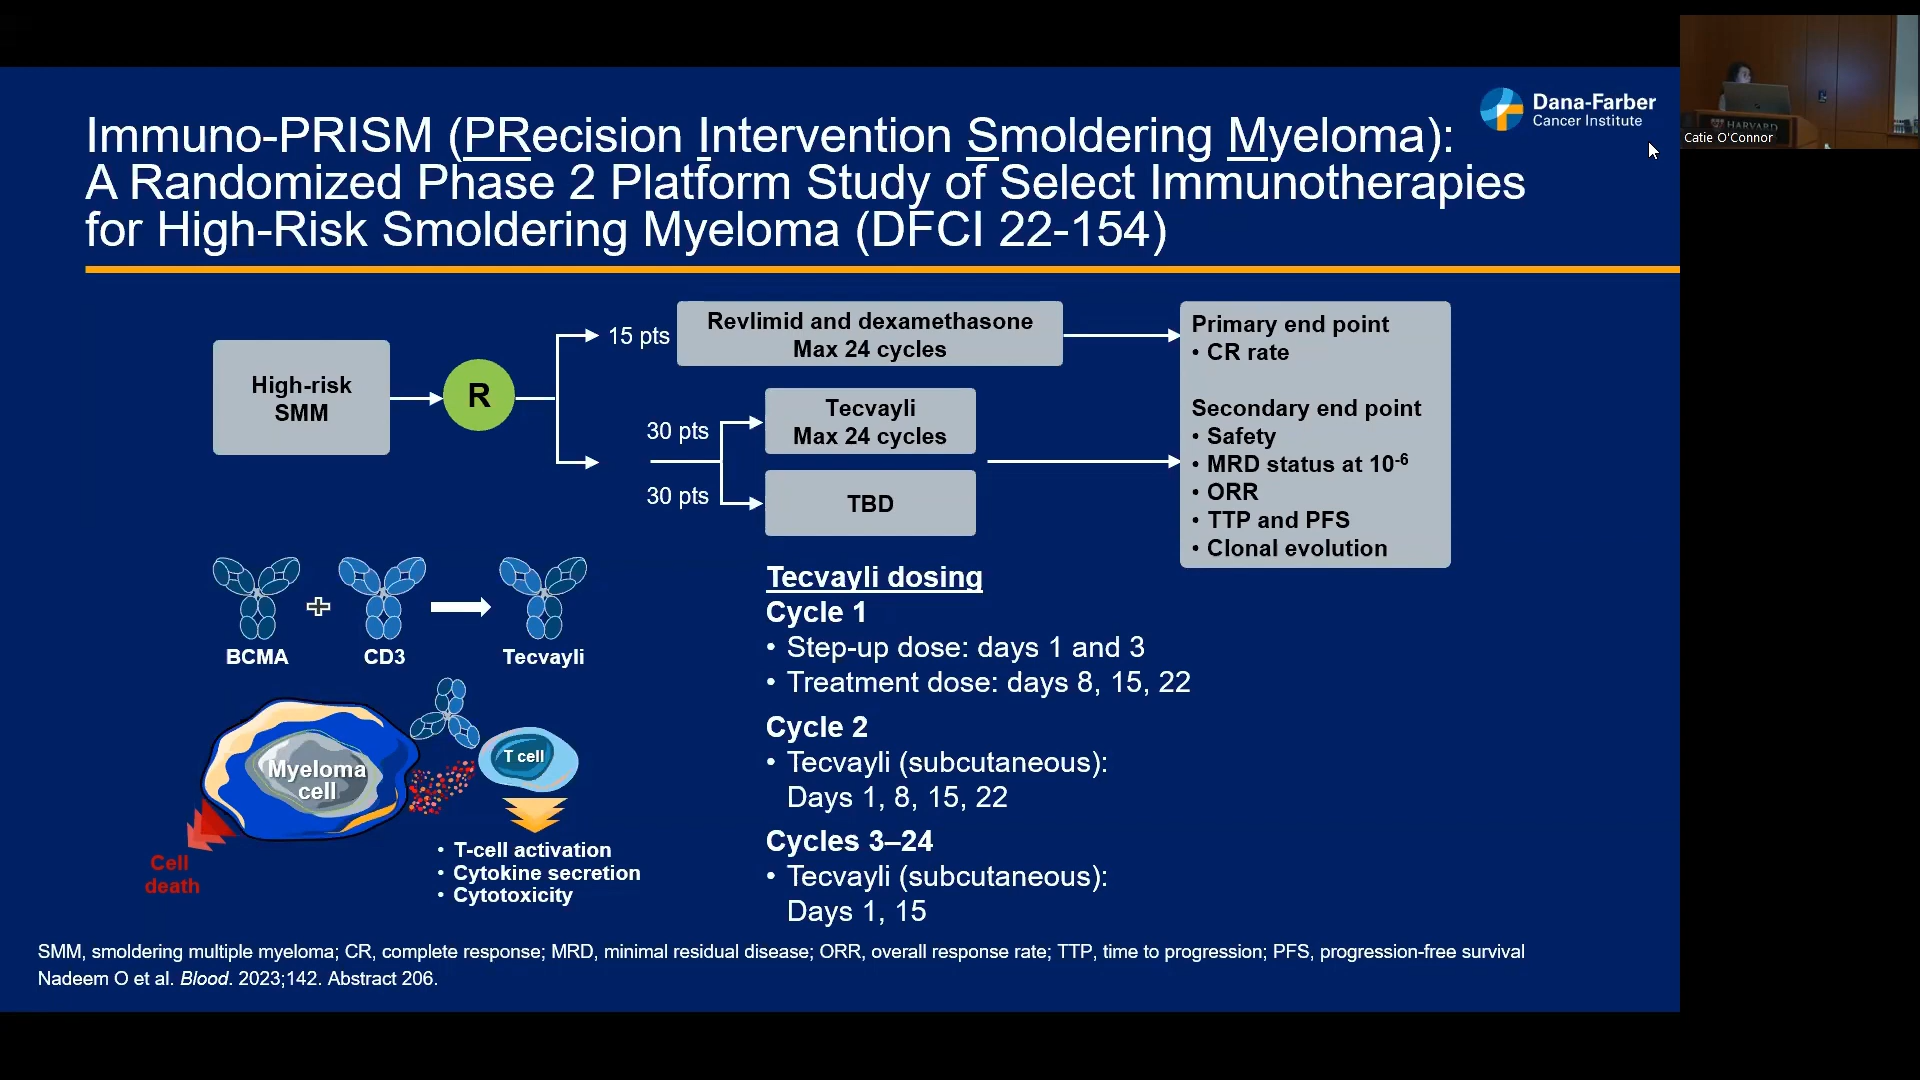 Dana-Farber
Cancer Institute
Immuno-PRISM (PRecision Intervention Smoldering Myeloma):
A Randomized Phase 2 Platform Study of Select Immunotherapies
for High-Risk Smoldering Myeloma (DFCI 22-154)
HARVARD
Catie O'Connor
High-risk
SMM
R
15 pts
Revlimid and dexamethasone
Max 24 cycles
30 pts
Tecvayli
Max 24 cycles
30 pts
TBD
Primary end point
• CR rate
Secondary end point
• Safety
• MRD status at 10-6
• ORR
• TTP and PFS
• Clonal evolution
BCMA
CD3
Tecvayli
Myeloma
cell
T cell
Cell
death
• T-cell activation
• Cytokine secretion
• Cytotoxicity
Tecvayli dosing
Cycle 1
• Step-up dose: days 1 and 3
• Treatment dose: days 8, 15, 22
Cycle 2
• Tecvayli (subcutaneous):
Days 1, 8, 15, 22
Cycles 3–24
• Tecvayli (subcutaneous):
Days 1, 15
SMM, smoldering multiple myeloma; CR, complete response; MRD, minimal residual disease; ORR, overall response rate; TTP, time to progression; PFS, progression-free survival
Nadeem O et al. Blood. 2023;142. Abstract 206.